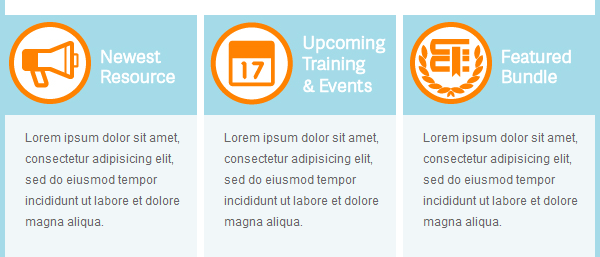 Newest
Resource
Lorem ipsum dolor sit amet,
consectetur adipisicing elit,
sed do eiusmod tempor
incididunt ut labore et dolore
magna aliqua.
Upcoming
Training
& Events
17
Lorem ipsum dolor sit amet,
consectetur adipisicing elit,
sed do eiusmod tempor
incididunt ut labore et dolore
magna aliqua.
Featured
Bundle
Lorem ipsum dolor sit amet,
consectetur adipisicing elit,
sed do eiusmod tempor
incididunt ut labore et dolore
magna aliqua.